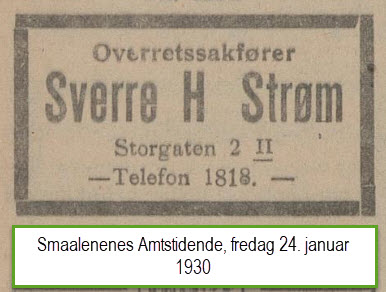 Overretssakfører
Sverre H Strøm
Storgaten 2 II
—Telefon 1818. —
Smaalenenes Amtstidende, fredag 24. januar
1930